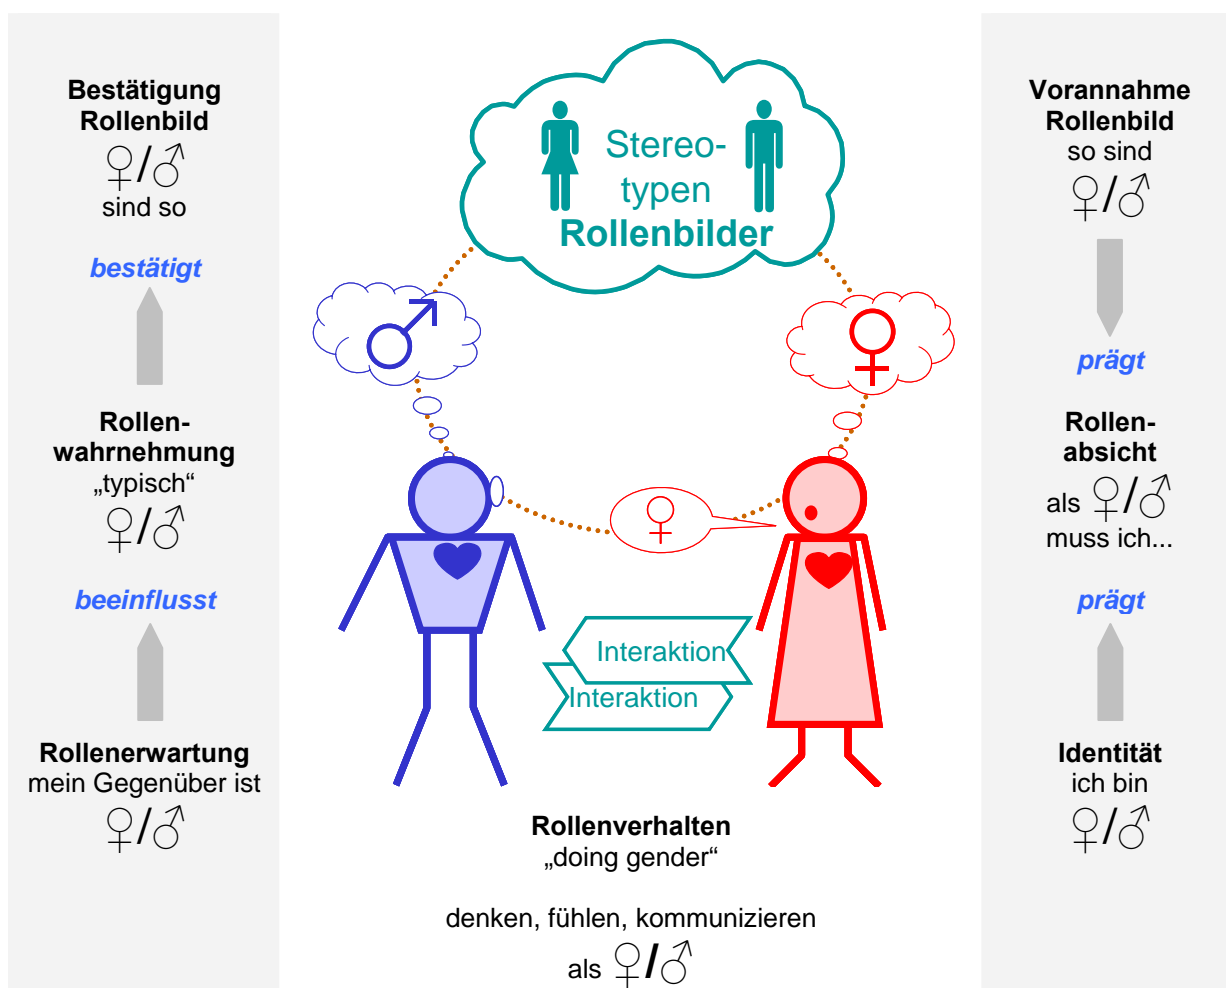 Bestätigung
Rollenbild
♀/♂
sind so
bestätigt
Rollen-
wahrnehmung
„typisch“
♀/♂
beeinflusst
Rollenerwartung
mein Gegenüber ist
♀/♂
Stereo-
typen
Rollenbilder
♂
♀
♀
Interaktion
Interaktion
Rollenverhalten
„doing gender“
denken, fühlen, kommunizieren
als ♀/♂
Vorannahme
Rollenbild
so sind
♀/♂
prägt
Rollen-
absicht
als ♀/♂
muss ich...
prägt
Identität
ich bin
♀/♂